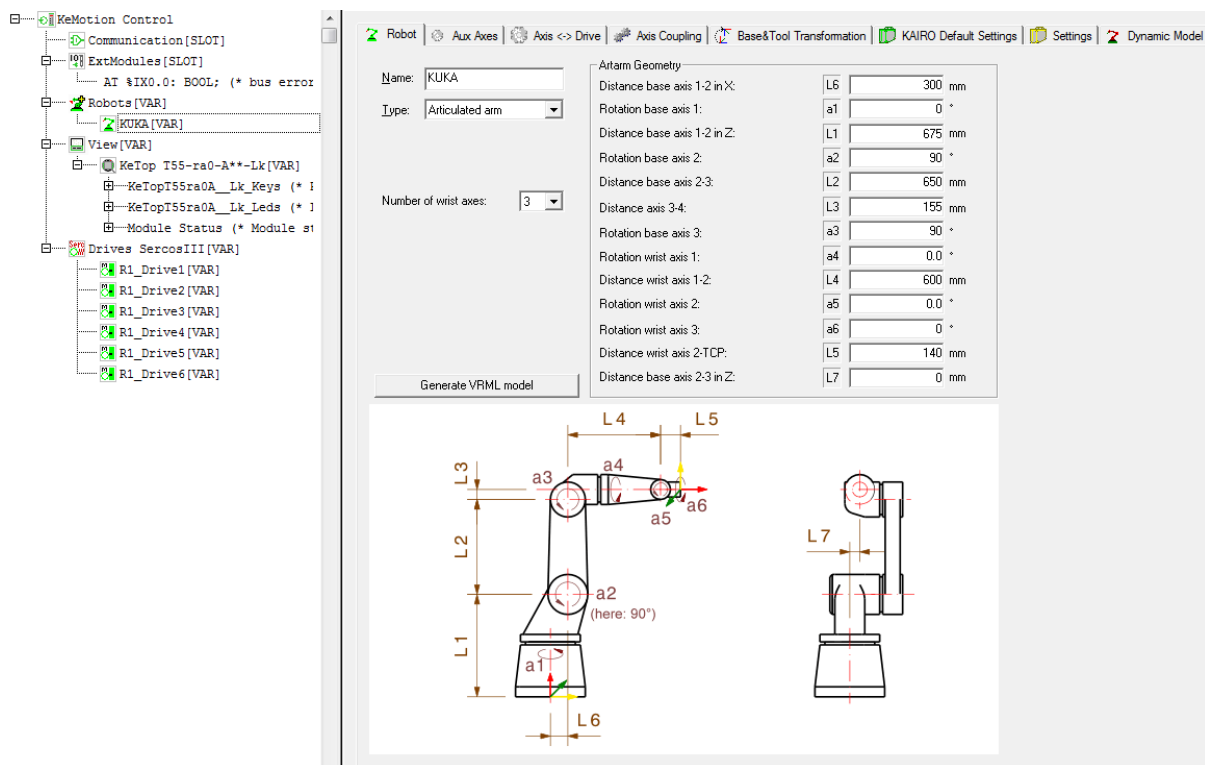 KeMotion Control
Communication[SLOT]
ExtModules[SLOT]
AT %IX0.0: BOOL; (* bus error
Robots[VAR]
KUKA[VAR]
View[VAR]
KeTop T55-ra0-A**-Lk[VAR]
KeTopT55ra0A__Lk_Keys (*
KeTopT55ra0A__Lk_Leds (*
Module Status (* Module st
Drives SercosIII[VAR]
R1_Drive1[VAR]
R1_Drive2[VAR]
R1_Drive3[VAR]
R1_Drive4[VAR]
R1_Drive5[VAR]
R1_Drive6[VAR]
Robot Aux Axes Axis <-> Drive Axis Coupling Base&Tool Transformation KAIRO Default Settings Settings Dynamic Model
Name: KUKA
Type: Articulated arm
Number of wrist axes: 3
Generate VRML model
Artarm Geometry
Distance base axis 1-2 in X: L6 300 mm
Rotation base axis 1: a1 0 °
Distance base axis 1-2 in Z: L1 675 mm
Rotation base axis 2: a2 90 °
Distance base axis 2-3: L2 650 mm
Distance axis 3-4: L3 155 mm
Rotation base axis 3: a3 90 °
Rotation wrist axis 1: a4 0.0 °
Distance wrist axis 1-2: L4 600 mm
Rotation wrist axis 2: a5 0.0 °
Rotation wrist axis 3: a6 0 °
Distance wrist axis 2-TCP: L5 140 mm
Distance base axis 2-3 in Z: L7 0 mm
L4 L5
L3 a3 a4
a5 a6
L2
L7
a2
(here: 90°)
L1
a1
L6